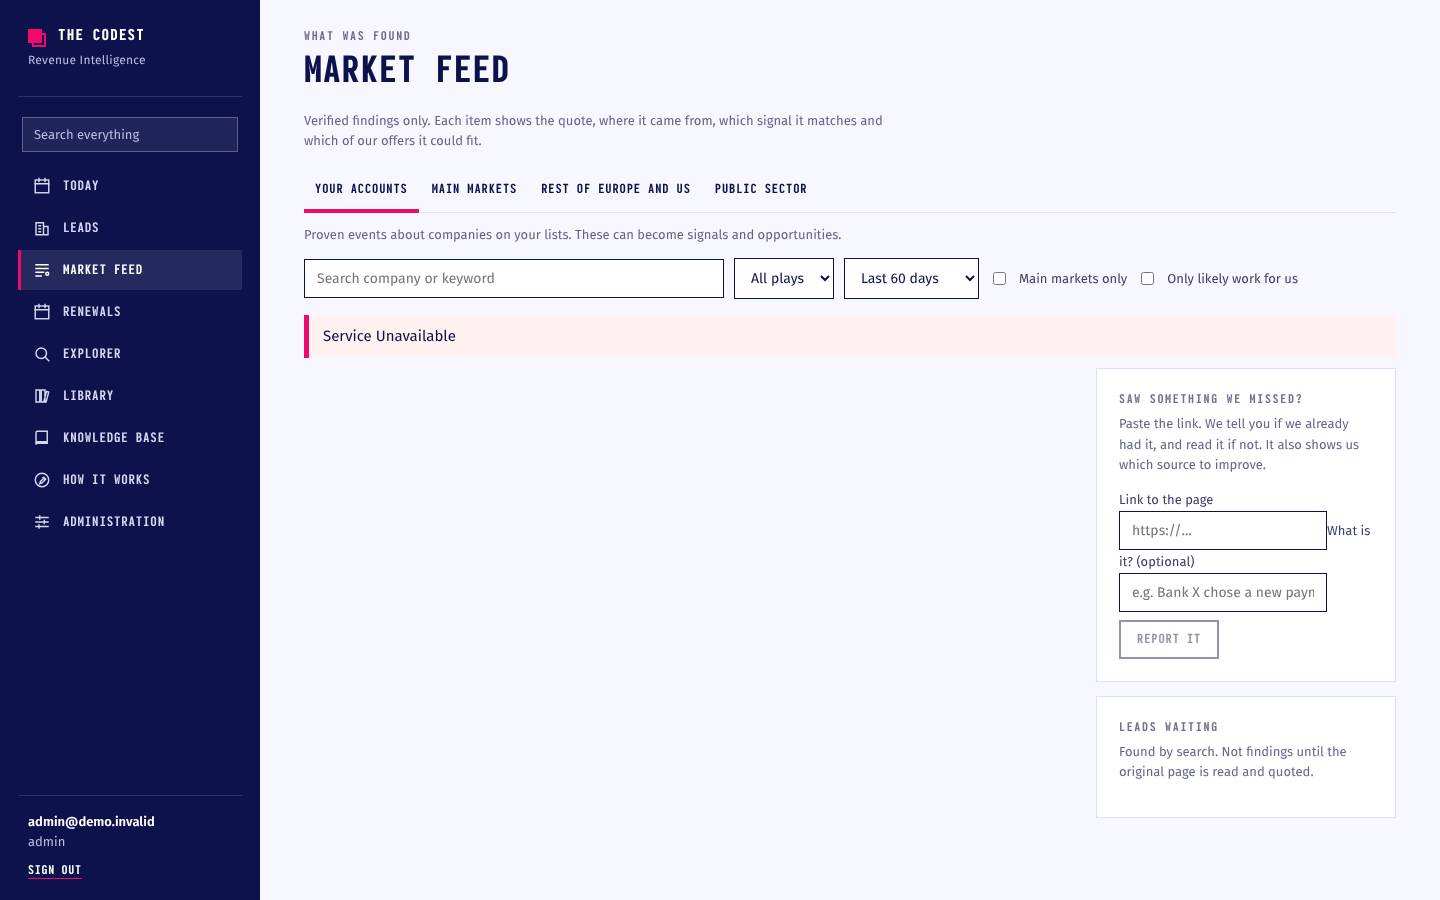 THE CODEST
Revenue Intelligence
Search everything
TODAY
LEADS
MARKET FEED
RENEWALS
EXPLORER
LIBRARY
KNOWLEDGE BASE
HOW IT WORKS
ADMINISTRATION
admin@demo.invalid
admin
SIGN OUT
WHAT WAS FOUND
MARKET FEED
Verified findings only. Each item shows the quote, where it came from, which signal it matches and
which of our offers it could fit.
YOUR ACCOUNTS MAIN MARKETS REST OF EUROPE AND US PUBLIC SECTOR
Proven events about companies on your lists. These can become signals and opportunities.
Search company or keyword All plays Last 60 days Main markets only Only likely work for us
Service Unavailable
SAW SOMETHING WE MISSED?
Paste the link. We tell you if we already
had it, and read it if not. It also shows us
which source to improve.
Link to the page
https://... What is
it? (optional)
e.g. Bank X chose a new payn
REPORT IT
LEADS WAITING
Found by search. Not findings until the
original page is read and quoted.